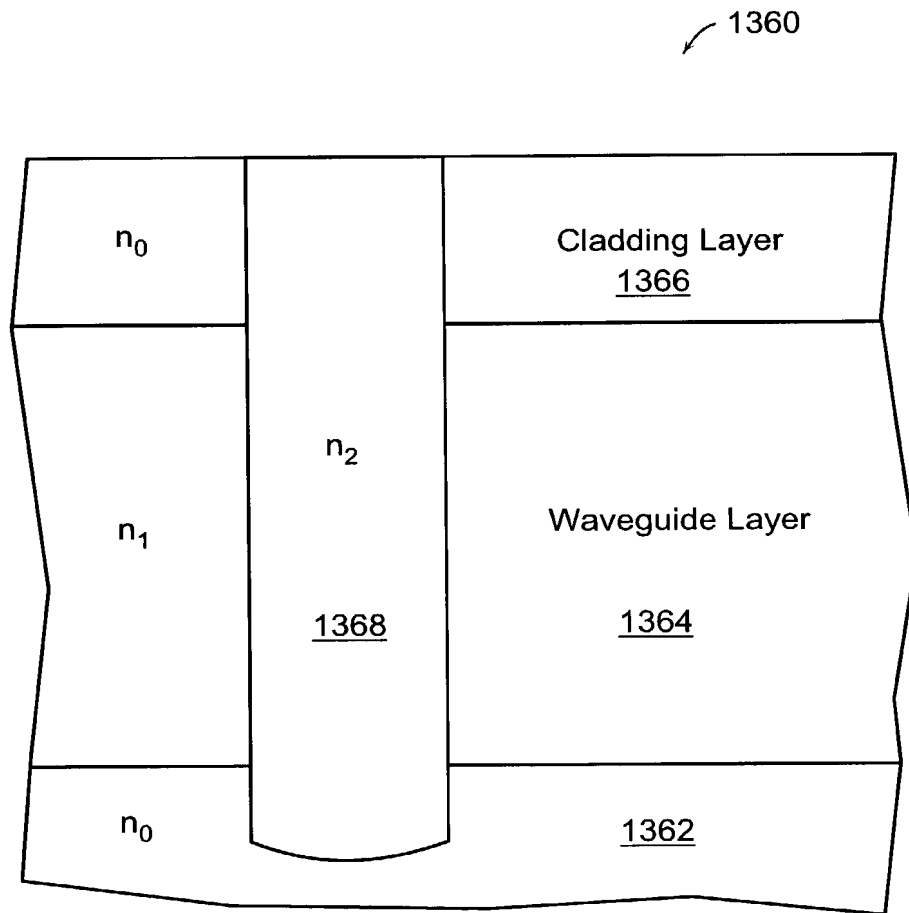 1360
n₀
Cladding Layer
1366
n₂
n₁
Waveguide Layer
1368
1364
n₀
1362